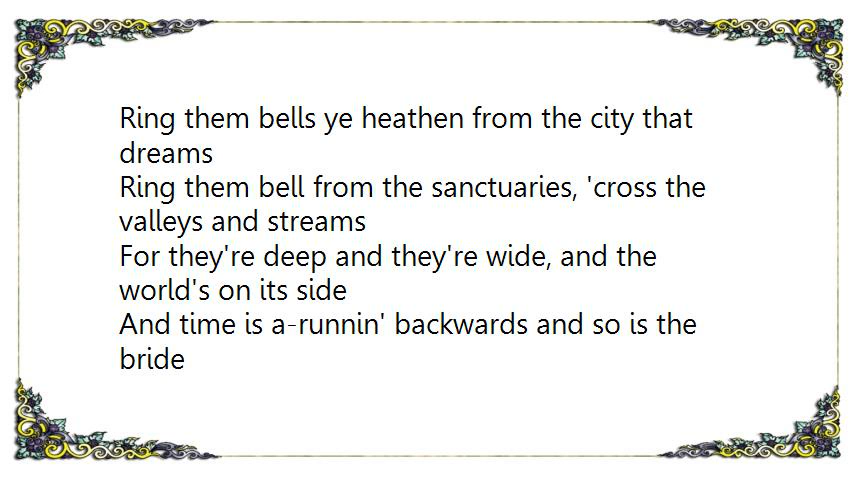 Ring them bells ye heathen from the city that
dreams
Ring them bell from the sanctuaries, 'cross the
valleys and streams
For they're deep and they're wide, and the
world's on its side
And time is a-runnin' backwards and so is the
bride